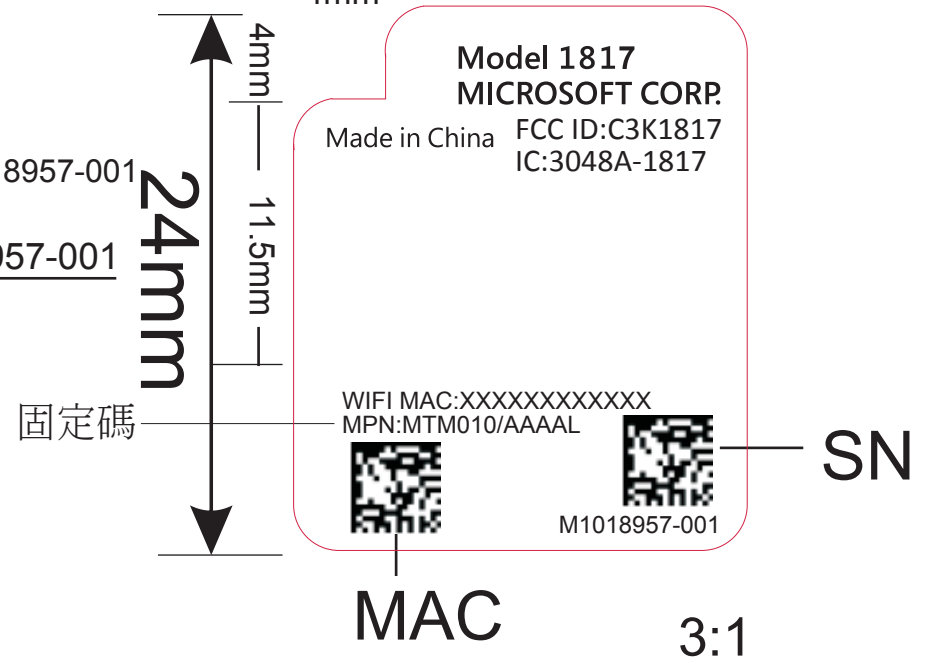 4mm
Model 1817
MICROSOFT CORP.
Made in China
FCC ID:C3K1817
IC:3048A-1817
8957-001
24mm
11.5mm
957-001
固定碼
WIFI MAC:XXXXXXXXXXXX
MPN:MTM010/AAAAL
SN
M1018957-001
MAC
3:1